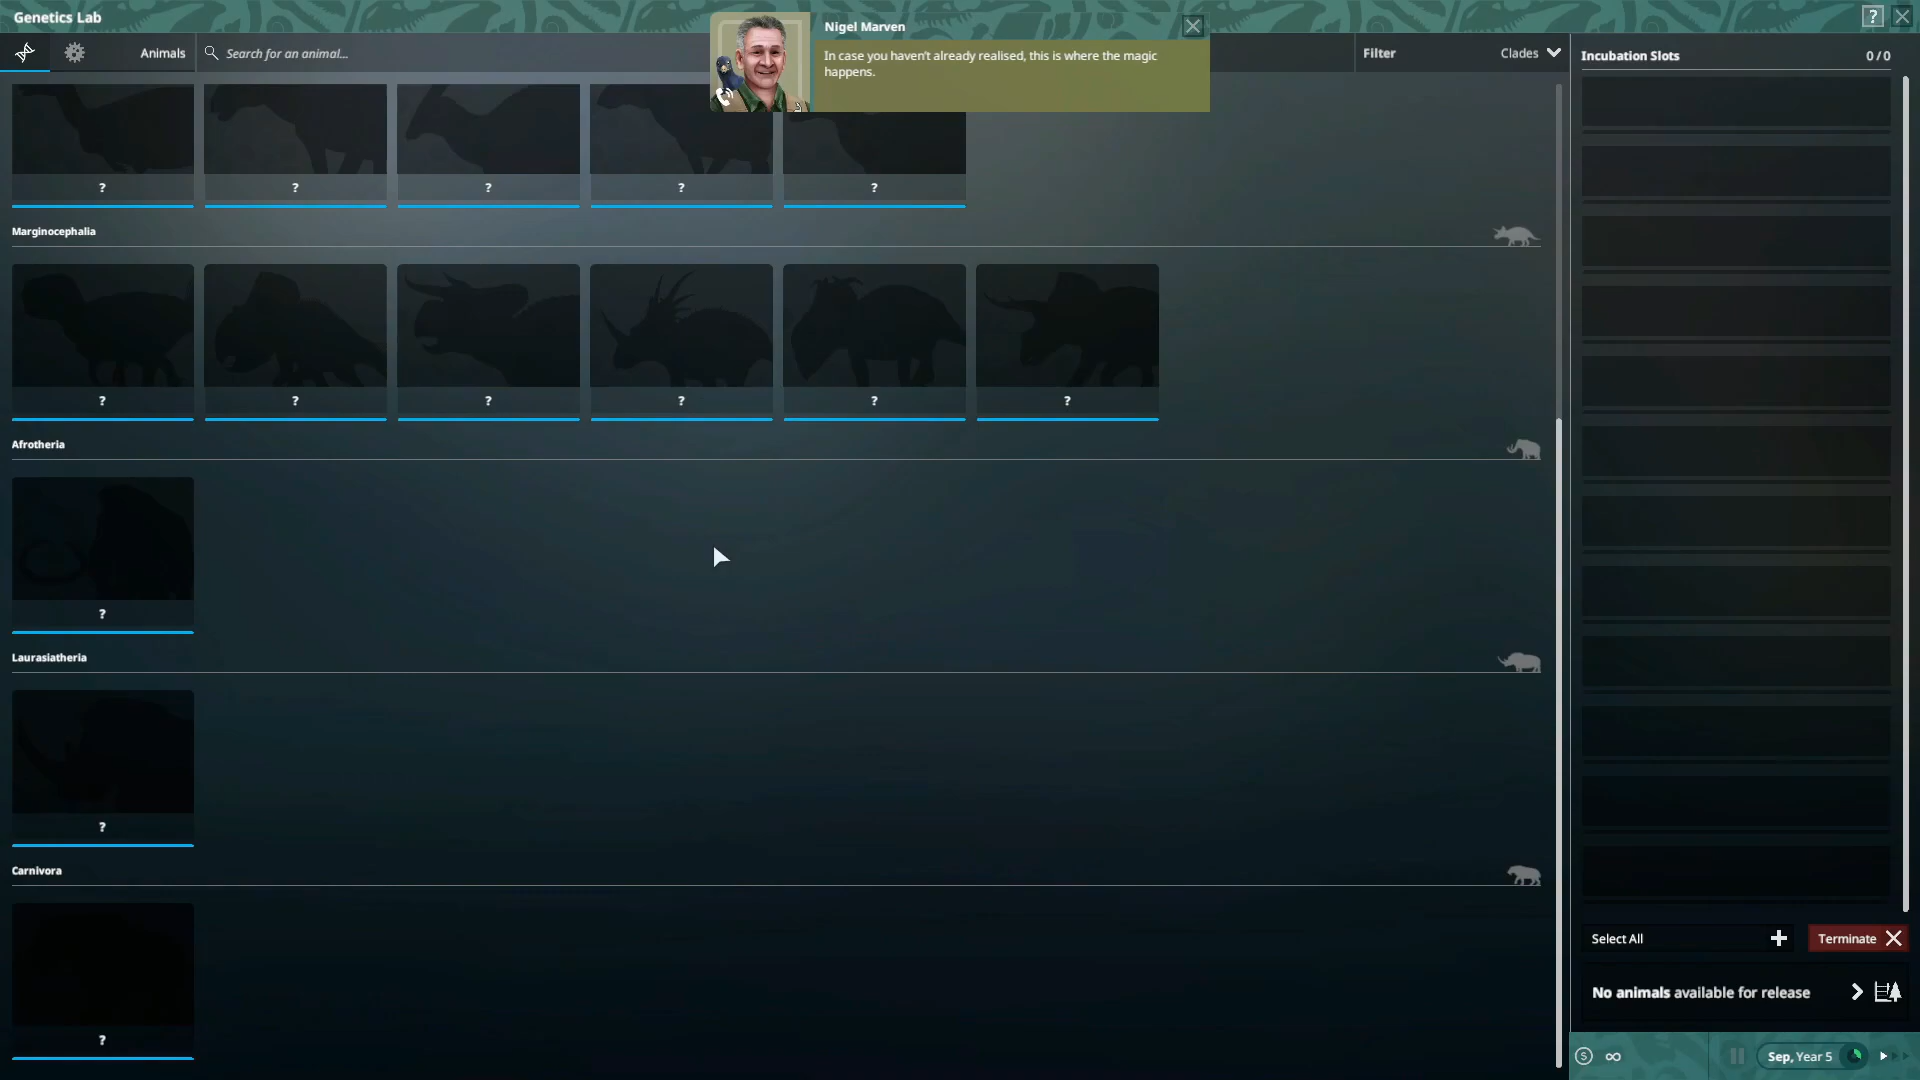 Genetics Lab
?
Nigel Marven
In case you haven't already realised, this is where the magic
happens.
Animals
Search for an animal...
Filter
Clades
Incubation Slots
0 / 0
?
?
?
?
?
Marginocephalia
?
?
?
?
?
?
Afrotheria
?
Laurasiatheria
?
Carnivora
?
Select All
Terminate
No animals available for release
Sep, Year 5